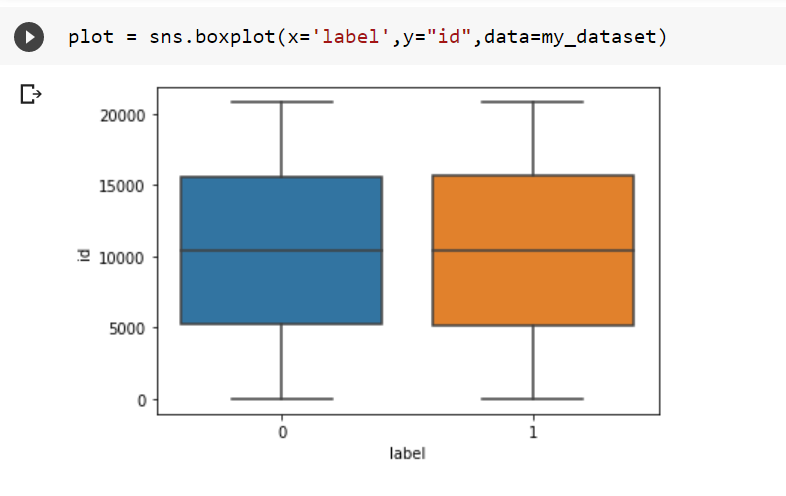 plot = sns.boxplot(x='label',y="id",data=my_dataset)
20000
15000
10000
5000
0
id
0 1
label